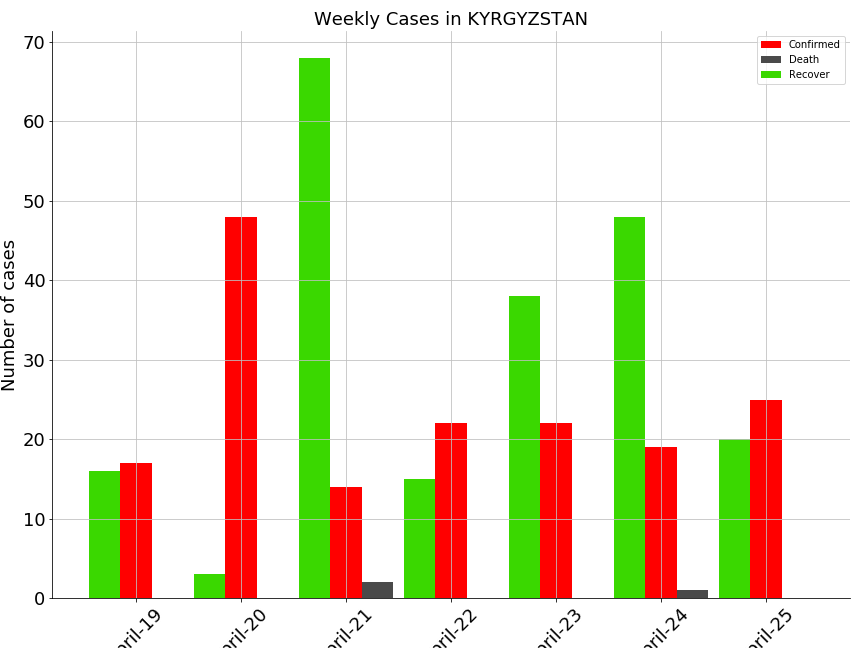 Weekly Cases in KYRGYZSTAN
Confirmed
Death
Recover
Number of cases
70
60
50
40
30
20
10
0
pril-19
pril-20
pril-21
pril-22
pril-23
pril-24
pril-25